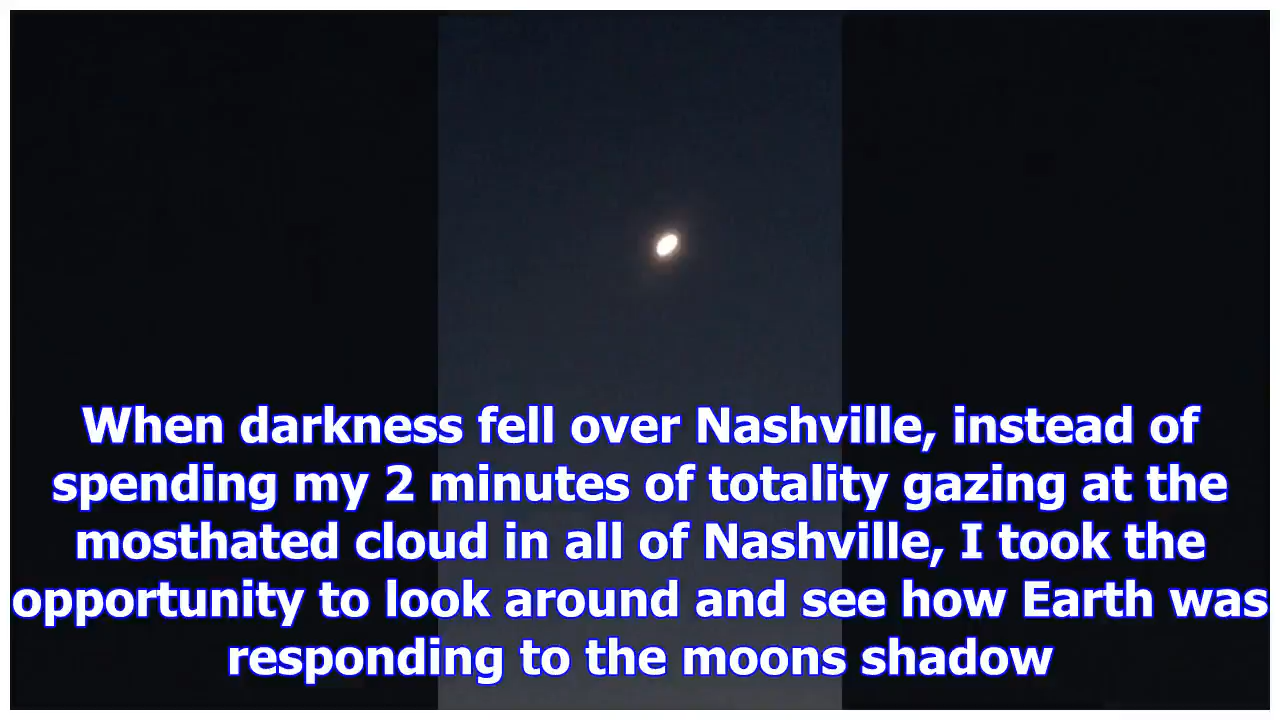 When darkness fell over Nashville, instead of
spending my 2 minutes of totality gazing at the
mosthated cloud in all of Nashville, I took the
opportunity to look around and see how Earth was
responding to the moons shadow